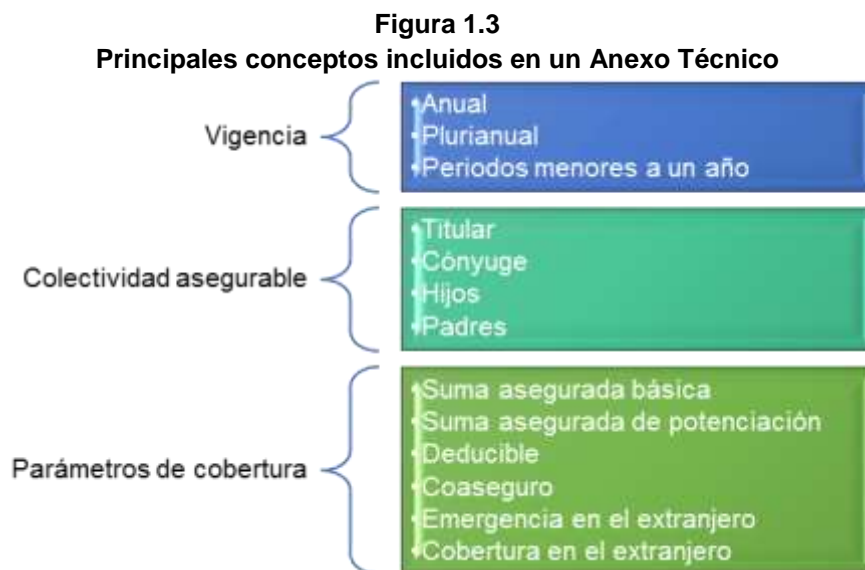 Figura 1.3
Principales conceptos incluidos en un Anexo Técnico
Vigencia
•Anual
•Plurianual
•Periodos menores a un año
Colectividad asegurable
•Titular
•Cónyuge
•Hijos
•Padres
Parámetros de cobertura
•Suma asegurada básica
•Suma asegurada de potenciación
•Deducible
•Coaseguro
•Emergencia en el extranjero
•Cobertura en el extranjero